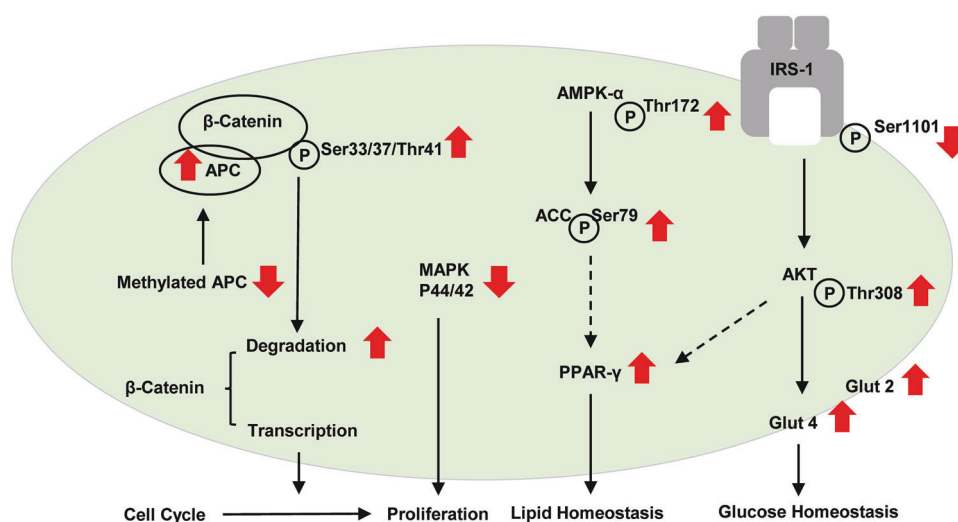 IRS-1
AMPK-α
P
Thr172
β-Catenin
P
Ser33/37/Thr41
P
Ser1101
APC
ACC
P
Ser79
Methylated APC
MAPK
P44/42
AKT
P
Thr308
Degradation
β-Catenin
PPAR-γ
Glut 2
Transcription
Glut 4
Cell Cycle
Proliferation
Lipid Homeostasis
Glucose Homeostasis